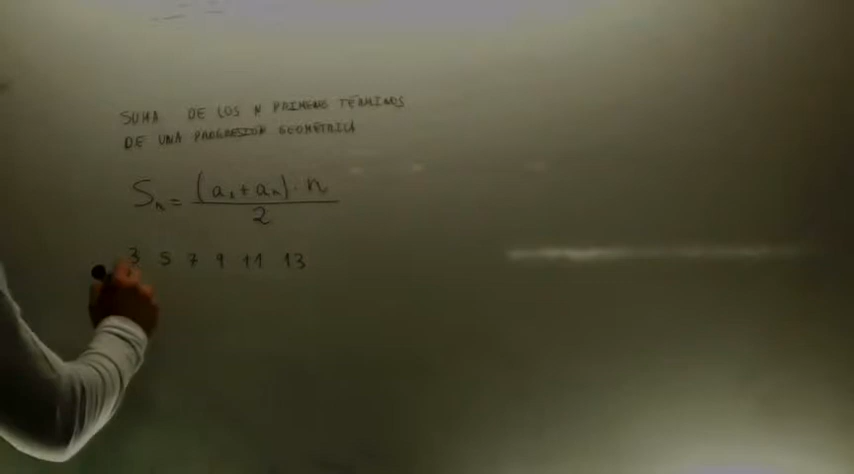 SUMA DE LOS N PRIMEROS TÉRMINOS
DE UNA PROGRESIÓN GEOMÉTRICA
Sₙ = (a₁ + aₙ) · n / 2
3 5 7 9 11 13